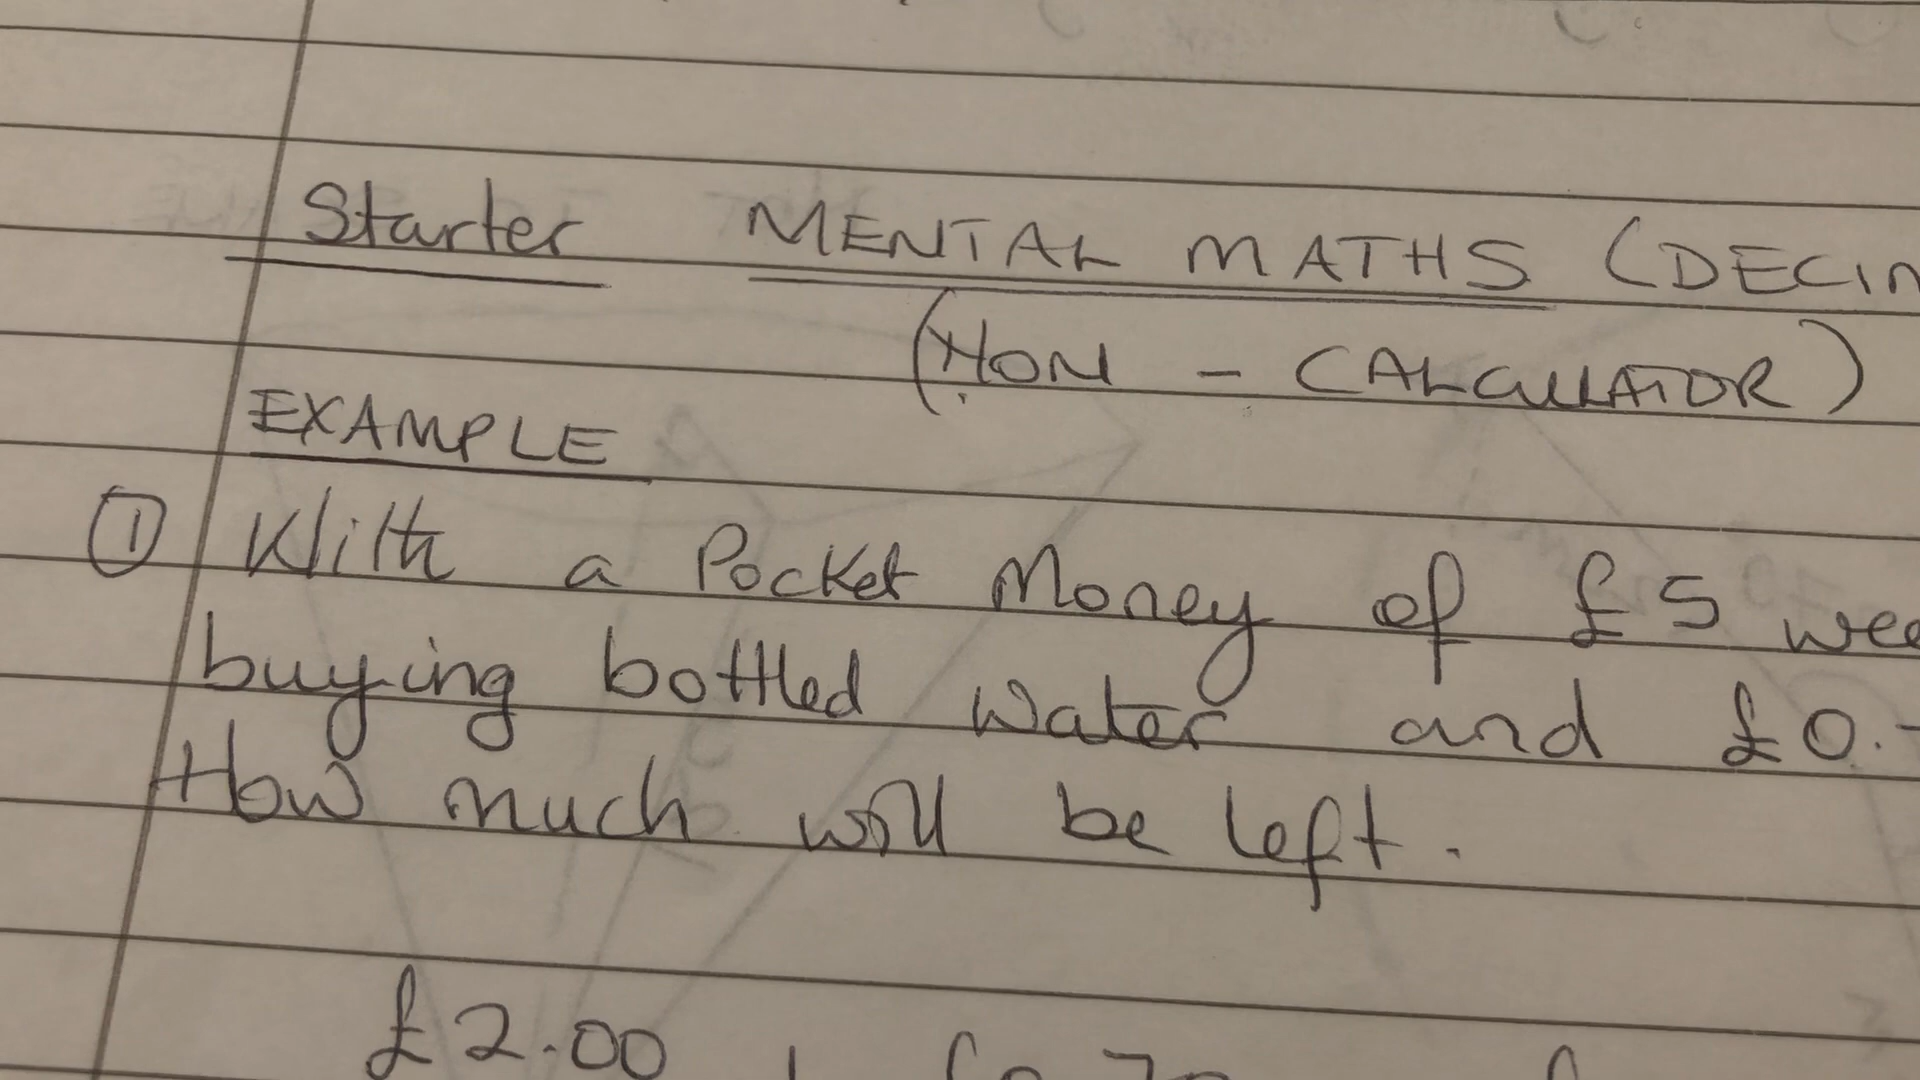 Starter MENTAL MATHS (DECIM
(NON - CALCULATOR)
EXAMPLE
① With a Pocket Money of £5 wee
buying bottled water and £0.
How much will be left.
£2.00